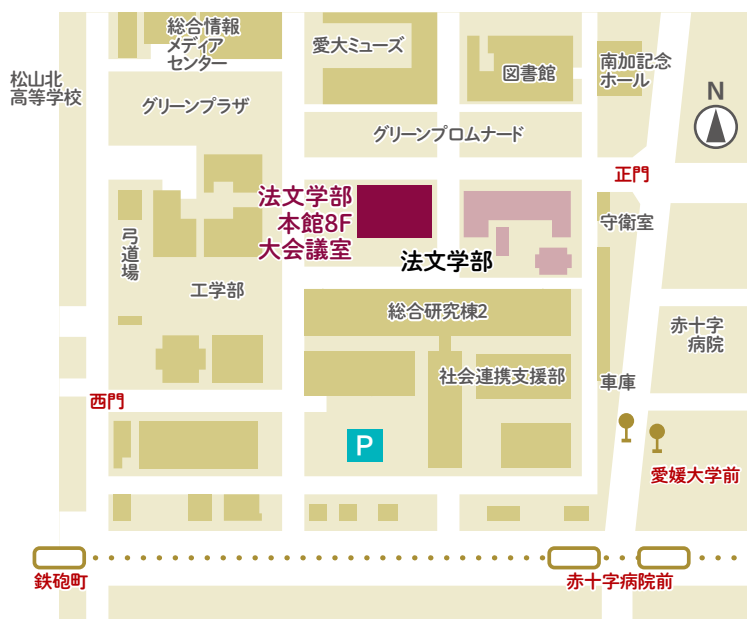 総合情報
メディア
センター
愛大ミューズ
図書館
南加記念
ホール
松山北
高等学校
グリーンプラザ
グリーンプロムナード
N
正門
法文学部
本館8F
大会議室
守衛室
弓道場
法文学部
工学部
総合研究棟2
赤十字
病院
社会連携支援部
車庫
西門
P
愛媛大学前
鉄砲町
赤十字病院前